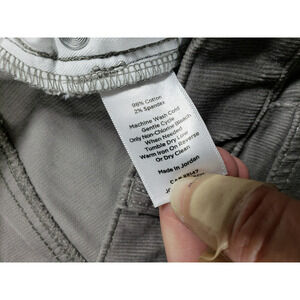 98% Cotton
2% Spandex
Machine Wash Cold
Gentle Cycle
Only Non-Chlorine Bleach
When Needed
Tumble Dry Low
Warm Iron On Reverse
or Dry Clean
Made in Jordan